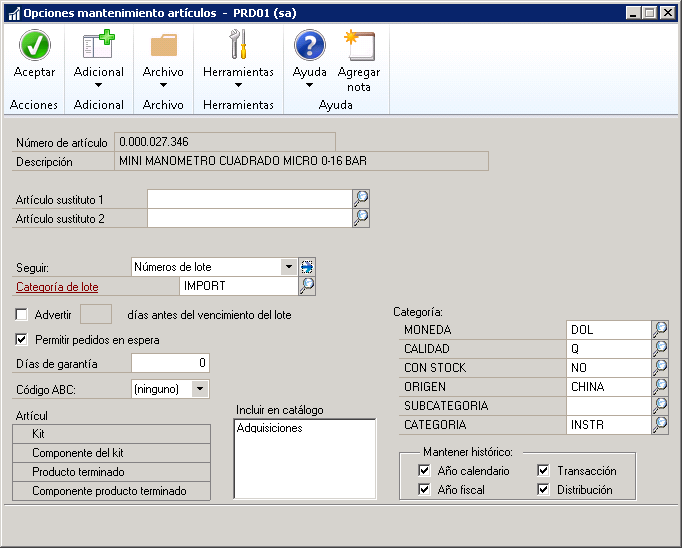 Opciones mantenimiento artículos - PRD01 (sa)
Aceptar
Adicional
Archivo
Herramientas
Ayuda
Agregar nota
Acciones
Adicional
Archivo
Herramientas
Ayuda
Número de artículo 0.000.027.346
Descripción MINI MANOMETRO CUADRADO MICRO 0-16 BAR
Artículo sustituto 1
Artículo sustituto 2
Seguir: Números de lote
Categoría de lote IMPORT
Advertir días antes del vencimiento del lote
Permitir pedidos en espera
Días de garantía 0
Código ABC: (ninguno)
Artícul
Kit
Componente del kit
Producto terminado
Componente producto terminado
Incluir en catálogo
Adquisiciones
Categoría:
MONEDA DOL
CALIDAD Q
CON STOCK NO
ORIGEN CHINA
SUBCATEGORIA
CATEGORIA INSTR
Mantener histórico:
Año calendario Transacción
Año fiscal Distribución